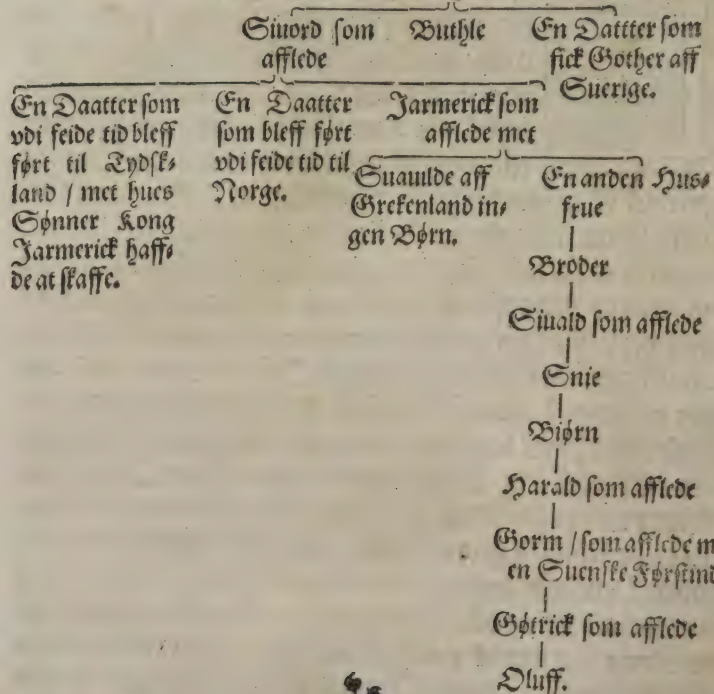 Siuord som
afflede
Buthle
En Dattter som
fick Gother aff
Suerige.
En Daatter som
vdi feide tid bleff
ført til Tydsk⸗
land / met hues
Sønner Kong
Jarmerick haff⸗
de at skaffe.
En Daatter
som bleff ført
vdi feide tid til
Norge.
Jarmerick som
afflede met
Suauilde aff
Grekenland in⸗
gen Børn.
En anden Hus⸗
frue
Broder
Siuald som afflede
Snie
Biørn
Harald som afflede
Gorm / som afflede m
en Suenske Førstind
Gøtrick som afflede
Oluff.